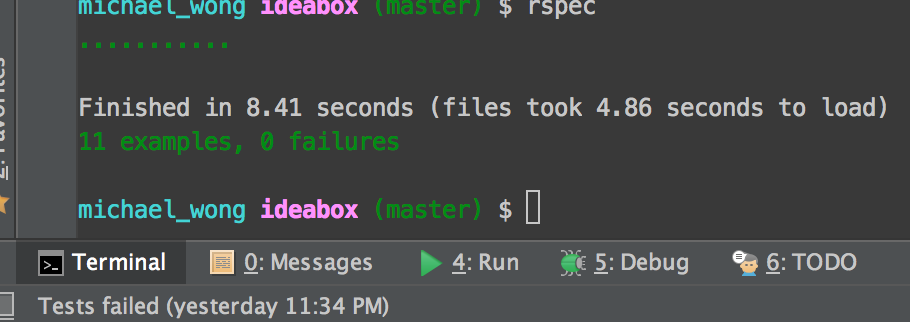 michael_wong ideabox (master) $ rspec
...........
Finished in 8.41 seconds (files took 4.86 seconds to load)
11 examples, 0 failures
michael_wong ideabox (master) $
2: Favorites
Terminal 0: Messages 4: Run 5: Debug 6: TODO
Tests failed (yesterday 11:34 PM)